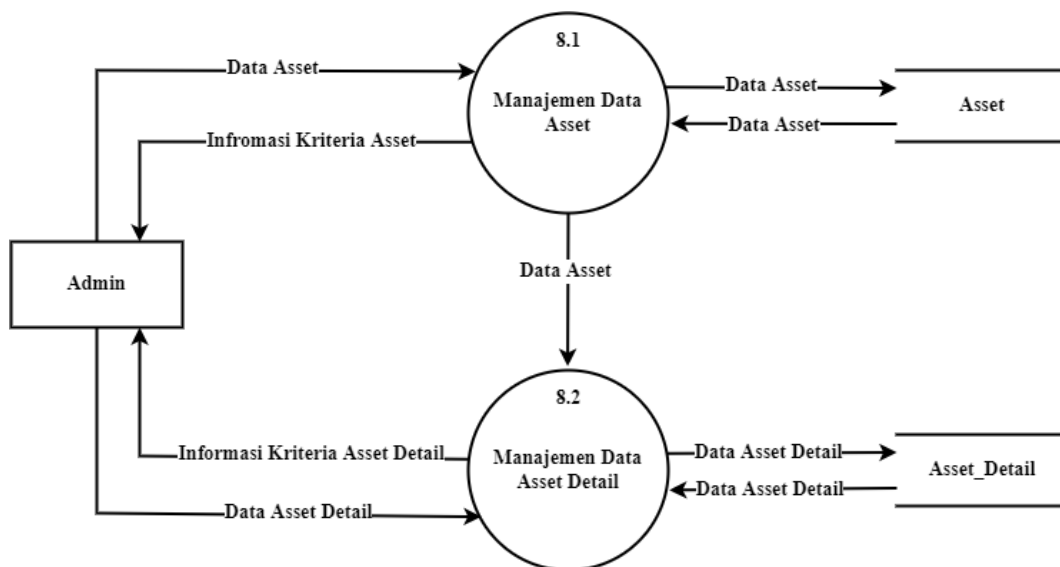 8.1
Data Asset
Manajemen Data
Asset
Data Asset
Asset
Data Asset
Infromasi Kriteria Asset
Data Asset
Admin
8.2
Informasi Kriteria Asset Detail
Manajemen Data
Asset Detail
Data Asset Detail
Asset_Detail
Data Asset Detail
Data Asset Detail